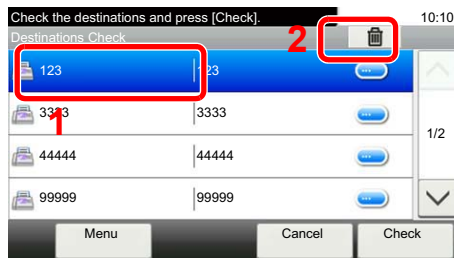 Check the destinations and press [Check]. 10:10
Destinations Check 2
123 123
3333 3333
1 1/2
44444 44444
99999 99999
Menu Cancel Check